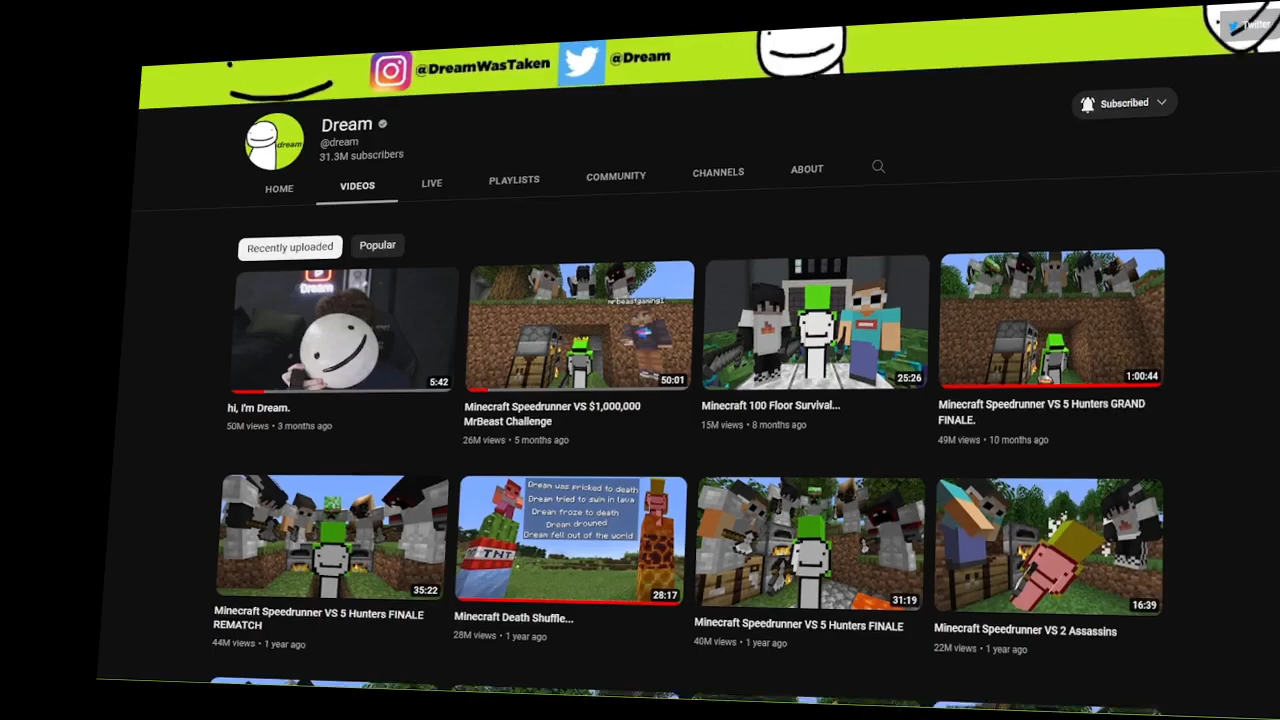 Twitter
@DreamWasTaken
@Dream
Dream
@dream
31.3M subscribers
dream
Subscribed
HOME
VIDEOS
LIVE
PLAYLISTS
COMMUNITY
CHANNELS
ABOUT
Recently uploaded
Popular
Dream
5:42
hi, I'm Dream.
50M views • 3 months ago
mrbeastgaming1
50:01
Minecraft Speedrunner VS $1,000,000
MrBeast Challenge
26M views • 5 months ago
25:26
Minecraft 100 Floor Survival...
15M views • 8 months ago
1:00:44
Minecraft Speedrunner VS 5 Hunters GRAND
FINALE.
49M views • 10 months ago
35:22
Minecraft Speedrunner VS 5 Hunters FINALE
REMATCH
44M views • 1 year ago
Dream was pricked to death
Dream tried to swim in lava
Dream froze to death
Dream drowned
Dream fell out of the world
TNT
28:17
Minecraft Death Shuffle...
28M views • 1 year ago
31:19
Minecraft Speedrunner VS 5 Hunters FINALE
40M views • 1 year ago
16:39
Minecraft Speedrunner VS 2 Assassins
22M views • 1 year ago